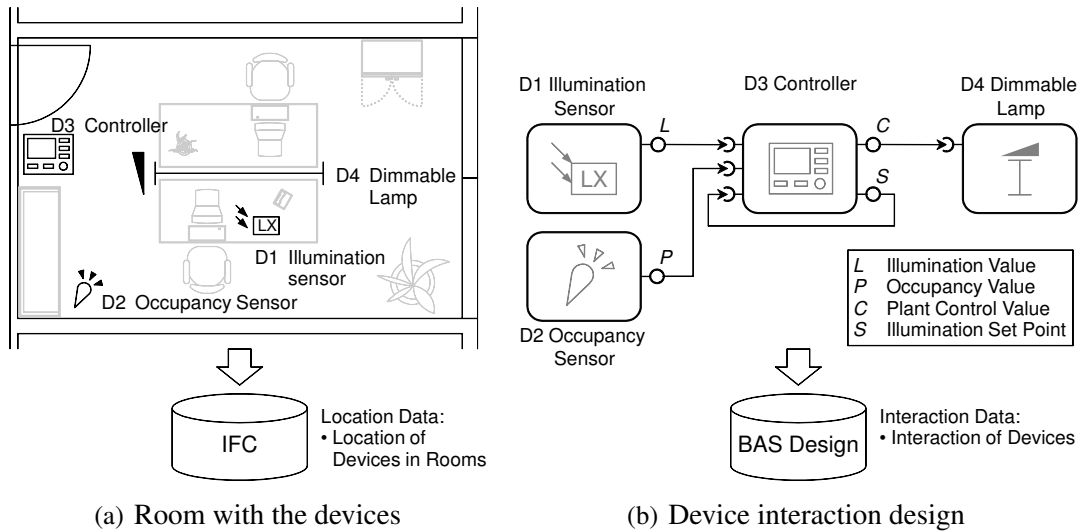 D3 Controller
D4 Dimmable
Lamp
LX
D1 Illumination
sensor
D2 Occupancy Sensor
IFC
Location Data:
• Location of
Devices in Rooms
(a) Room with the devices
D1 Illumination
Sensor
D3 Controller
D4 Dimmable
Lamp
L
C
LX
S
P
D2 Occupancy
Sensor
L Illumination Value
P Occupancy Value
C Plant Control Value
S Illumination Set Point
BAS Design
Interaction Data:
• Interaction of Devices
(b) Device interaction design